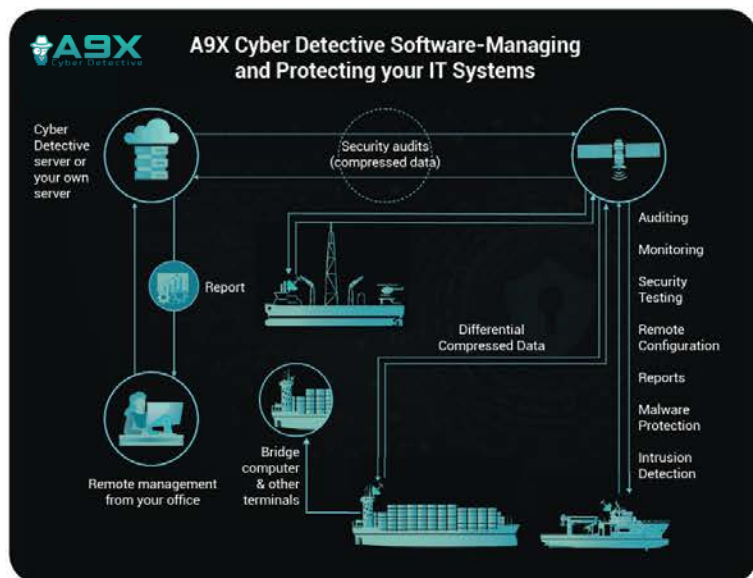 A9X
Cyber Detective
A9X Cyber Detective Software-Managing
and Protecting your IT Systems
Cyber
Detective
server or
your own
server
Security audits
(compressed data)
Report
Auditing
Monitoring
Security
Testing
Remote
Configuration
Reports
Malware
Protection
Intrusion
Detection
Differential
Compressed Data
Remote management
from your office
Bridge
computer
& other
terminals